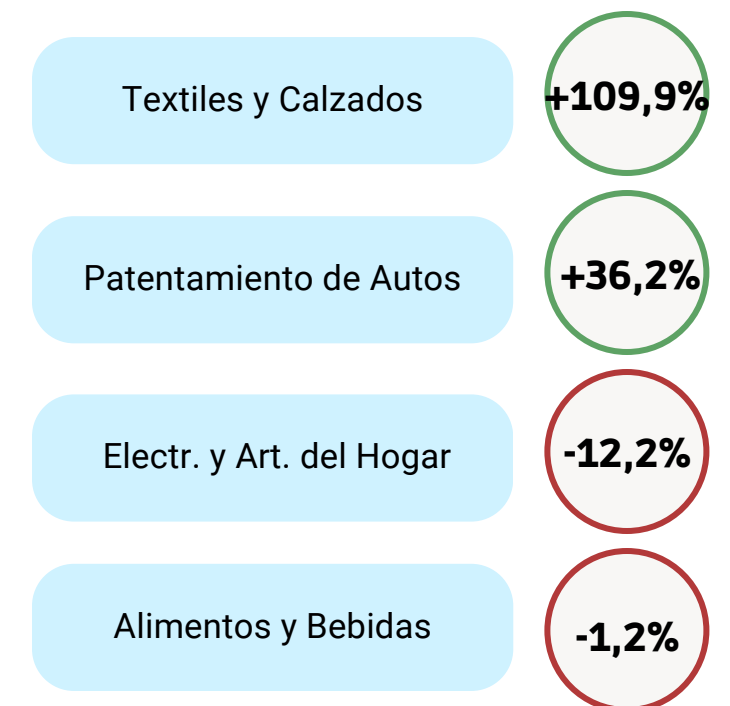 Textiles y Calzados
+109,9%
Patentamiento de Autos
+36,2%
Electr. y Art. del Hogar
-12,2%
Alimentos y Bebidas
-1,2%